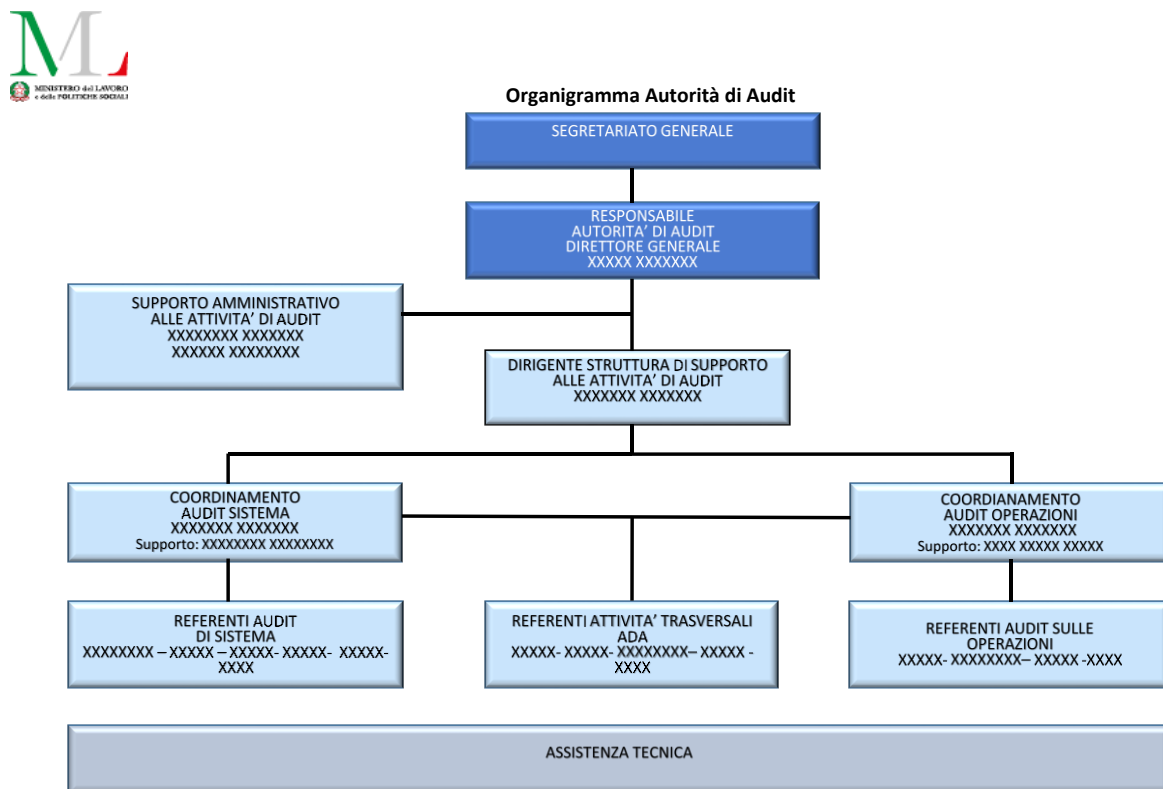 ML
MINISTERO del LAVORO
e delle POLITICHE SOCIALI
Organigramma Autorità di Audit
SEGRETARIATO GENERALE
RESPONSABILE
AUTORITA’ DI AUDIT
DIRETTORE GENERALE
XXXXX XXXXXXX
SUPPORTO AMMINISTRATIVO
ALLE ATTIVITA’ DI AUDIT
XXXXXXXX XXXXXXX
XXXXXX XXXXXXXX
DIRIGENTE STRUTTURA DI SUPPORTO
ALLE ATTIVITA’ DI AUDIT
XXXXXXX XXXXXXX
COORDINAMENTO
AUDIT SISTEMA
XXXXXXX XXXXXXX
Supporto: XXXXXXXX XXXXXXXX
COORDIANAMENTO
AUDIT OPERAZIONI
XXXXXXX XXXXXXX
Supporto: XXXX XXXXX XXXXX
REFERENTI AUDIT
DI SISTEMA
XXXXXXXX – XXXXX – XXXXX- XXXXX- XXXXX-
XXXX
REFERENTI ATTIVITA’ TRASVERSALI
ADA
XXXXX- XXXXX- XXXXXXXX– XXXXX -
XXXX
REFERENTI AUDIT SULLE
OPERAZIONI
XXXXX- XXXXXXXX– XXXXX -XXXX
ASSISTENZA TECNICA